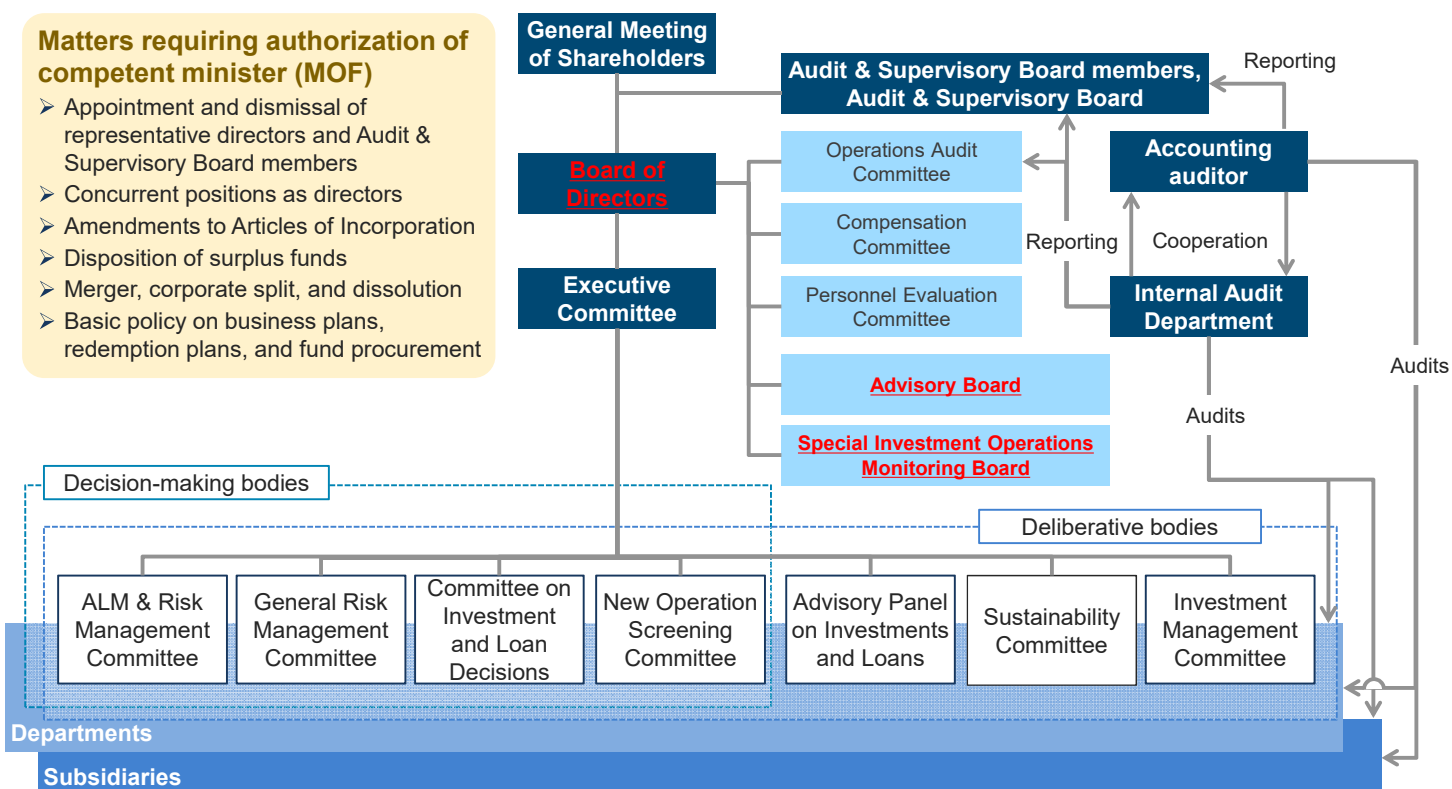 Matters requiring authorization of
competent minister (MOF)
➢ Appointment and dismissal of
representative directors and Audit &
Supervisory Board members
➢ Concurrent positions as directors
➢ Amendments to Articles of Incorporation
➢ Disposition of surplus funds
➢ Merger, corporate split, and dissolution
➢ Basic policy on business plans,
redemption plans, and fund procurement
General Meeting
of Shareholders
Audit & Supervisory Board members,
Audit & Supervisory Board
Reporting
Board of
Directors
Operations Audit
Committee
Accounting
auditor
Compensation
Committee
Reporting
Cooperation
Executive
Committee
Personnel Evaluation
Committee
Internal Audit
Department
Advisory Board
Audits
Audits
Special Investment Operations
Monitoring Board
Decision-making bodies
Deliberative bodies
ALM & Risk
Management
Committee
General Risk
Management
Committee
Committee on
Investment
and Loan
Decisions
New Operation
Screening
Committee
Advisory Panel
on Investments
and Loans
Sustainability
Committee
Investment
Management
Committee
Departments
Subsidiaries